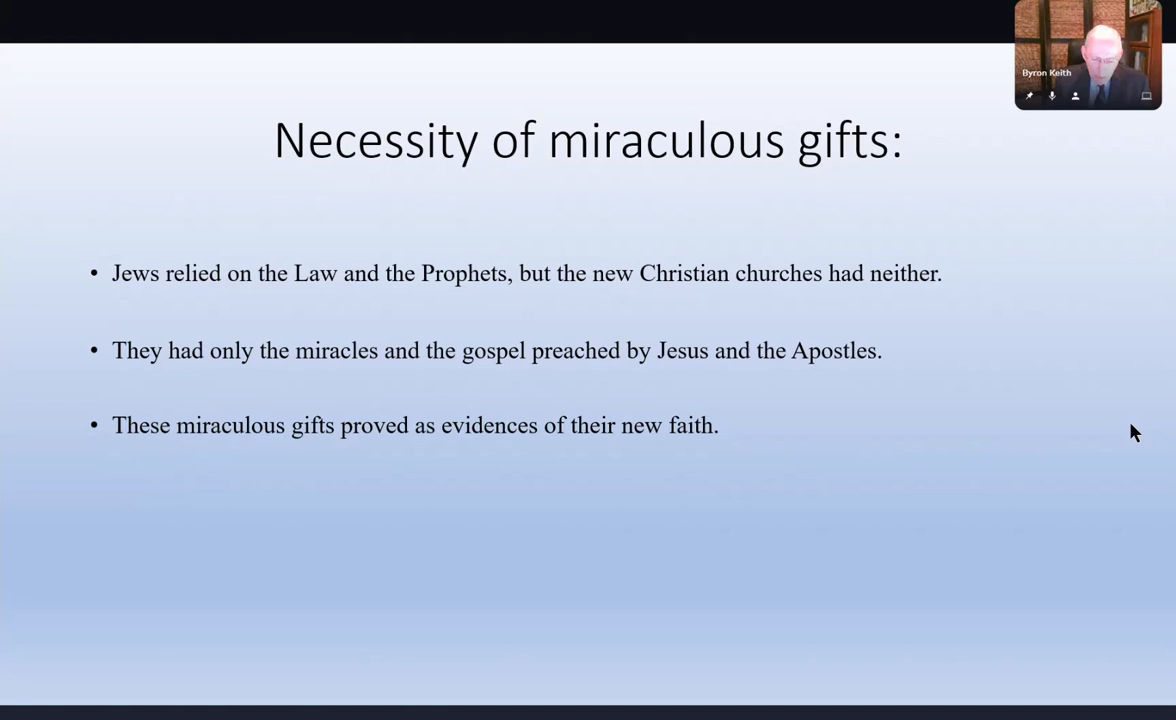 Byron Keith
Necessity of miraculous gifts:
• Jews relied on the Law and the Prophets, but the new Christian churches had neither.
• They had only the miracles and the gospel preached by Jesus and the Apostles.
• These miraculous gifts proved as evidences of their new faith.